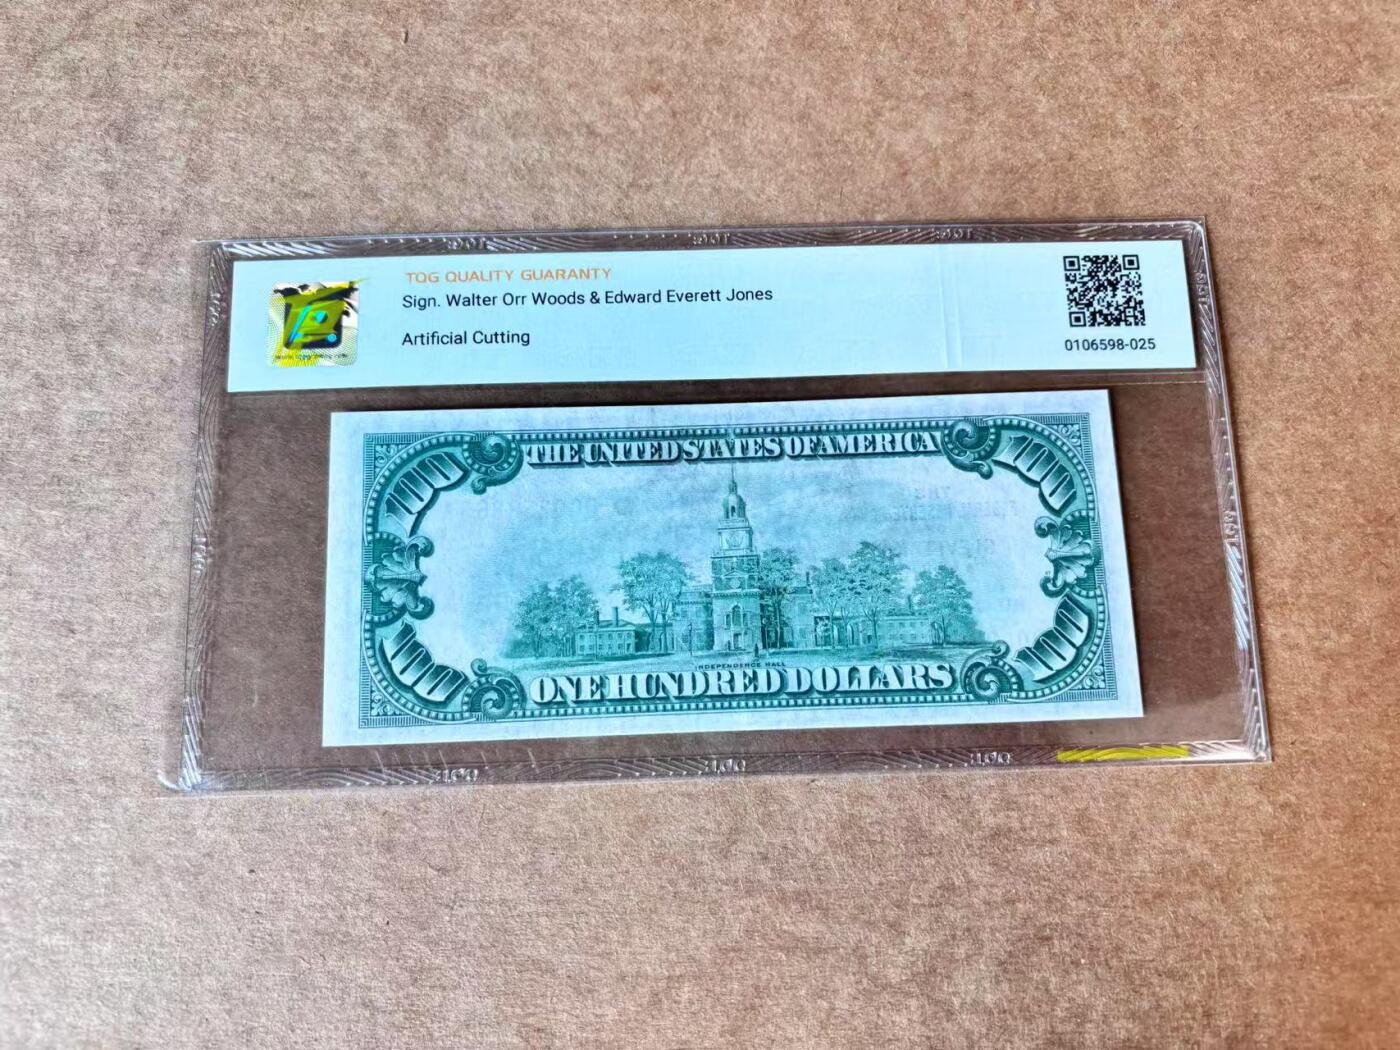 TQG QUALITY GUARANTY
Sign. Walter Orr Woods & Edward Everett Jones
Artificial Cutting
0106598-025
THE UNITED STATES OF AMERICA
100
100
INDEPENDENCE HALL
ONE HUNDRED DOLLARS
100
100